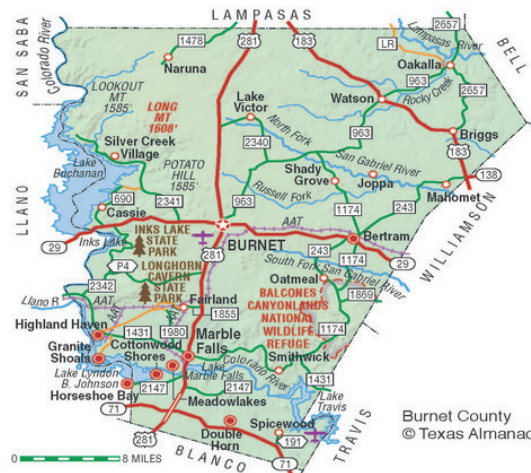 LAMPASAS
SAN SABA
BELL
LLANO
WILLIAMSON
BLANCO
TRAVIS
Colorado River
1478
281
183
2657
LR
Lampasas
River
Naruna
Oakalla
963
LOOKOUT
MT
1585'
LONG
MT
1608'
Lake
Victor
Watson
Rocky Creek
2657
2341
Silver Creek
Village
North Fork
963
Briggs
183
Lake
Buchanan
POTATO
HILL
1585'
2340
San Gabriel River
138
Shady
Grove
Joppa
Mahomet
Russell Fork
690
2341
963
1174
243
Cassie
AAT
29
Inks Lake
INKS LAKE
STATE
PARK
BURNET
Bertram
243
1174
29
P4
LONGHORN
CAVERN
STATE
PARK
281
South Fork San Gabriel River
Oatmeal
1869
2342
Llano R
AAT
AAT
Fairland
BALCONES
CANYONLANDS
NATIONAL
WILDLIFE
REFUGE
Highland Haven
1431
1980
1855
1174
Granite
Shoals
Cottonwood
Shores
Marble
Falls
Colorado River
Smithwick
Lake Lyndon
B. Johnson
2147
Lake
Marble Falls
2147
1431
Horseshoe Bay
Meadowlakes
Lake
Travis
71
281
Double
Horn
Spicewood
191
71
Burnet County
© Texas Almanac
0
8 MILES